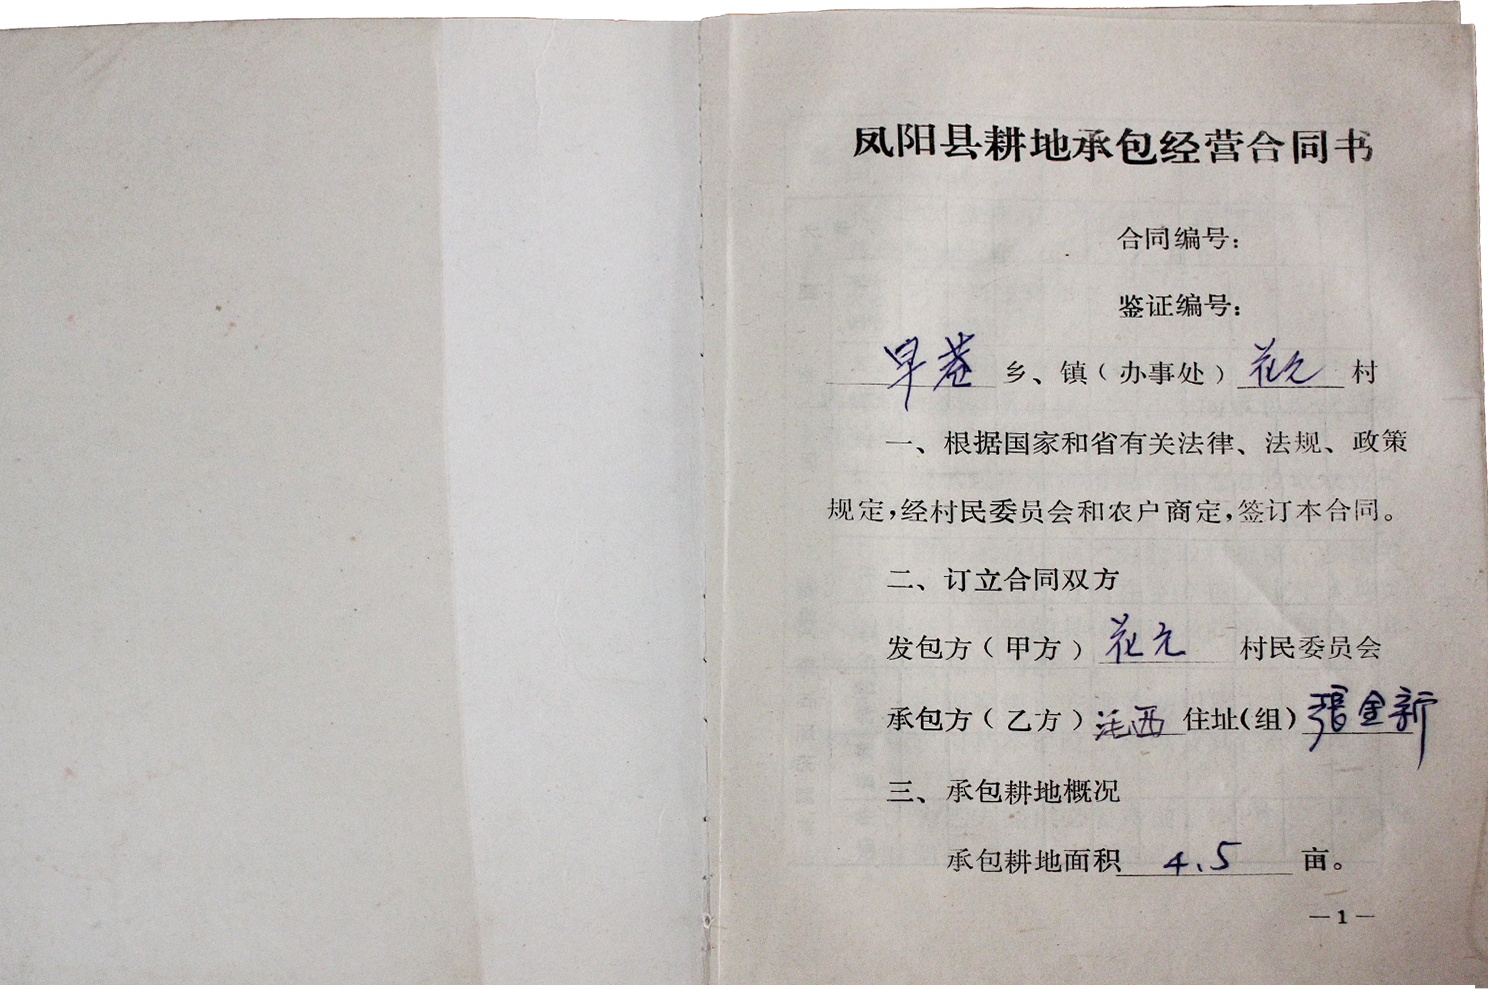 凤阳县耕地承包经营合同书
合同编号：
鉴证编号：
早菴乡、镇（办事处）花元村
一、根据国家和省有关法律、法规、政策
规定，经村民委员会和农户商定，签订本合同。
二、订立合同双方
发包方（甲方）花元村民委员会
承包方（乙方）西住址(组)張金新
三、承包耕地概况
承包耕地面积4.5亩。
—1—